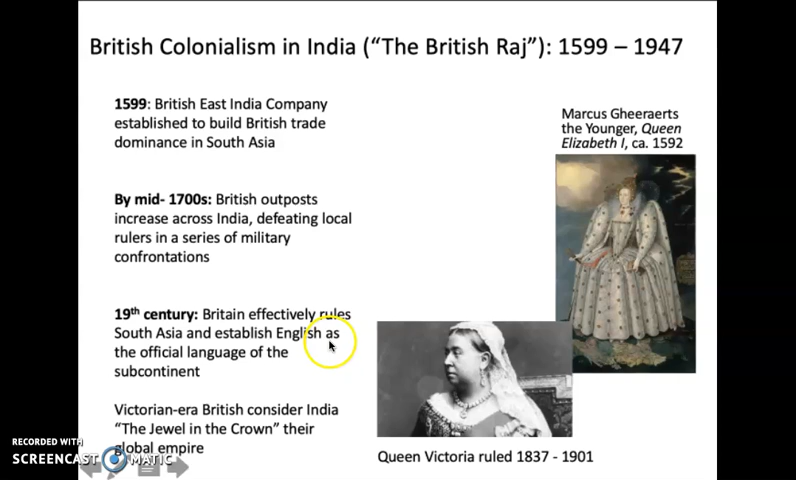 British Colonialism in India (“The British Raj”): 1599 – 1947
1599: British East India Company
established to build British trade
dominance in South Asia
By mid- 1700s: British outposts
increase across India, defeating local
rulers in a series of military
confrontations
19th century: Britain effectively rules
South Asia and establish English as
the official language of the
subcontinent
Victorian-era British consider India
“The Jewel in the Crown” their
global empire
Marcus Gheeraerts
the Younger, Queen
Elizabeth I, ca. 1592
Queen Victoria ruled 1837 - 1901
RECORDED WITH
SCREENCAST MATIC